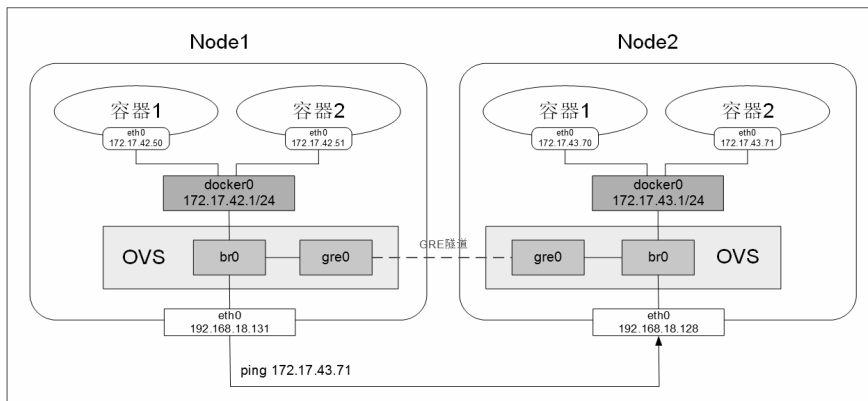 Node1
Node2
容器1
容器2
容器1
容器2
eth0
172.17.42.50
eth0
172.17.42.51
eth0
172.17.43.70
eth0
172.17.43.71
docker0
172.17.42.1/24
docker0
172.17.43.1/24
GRE隧道
OVS
br0
gre0
gre0
br0
OVS
eth0
192.168.18.131
eth0
192.168.18.128
ping 172.17.43.71